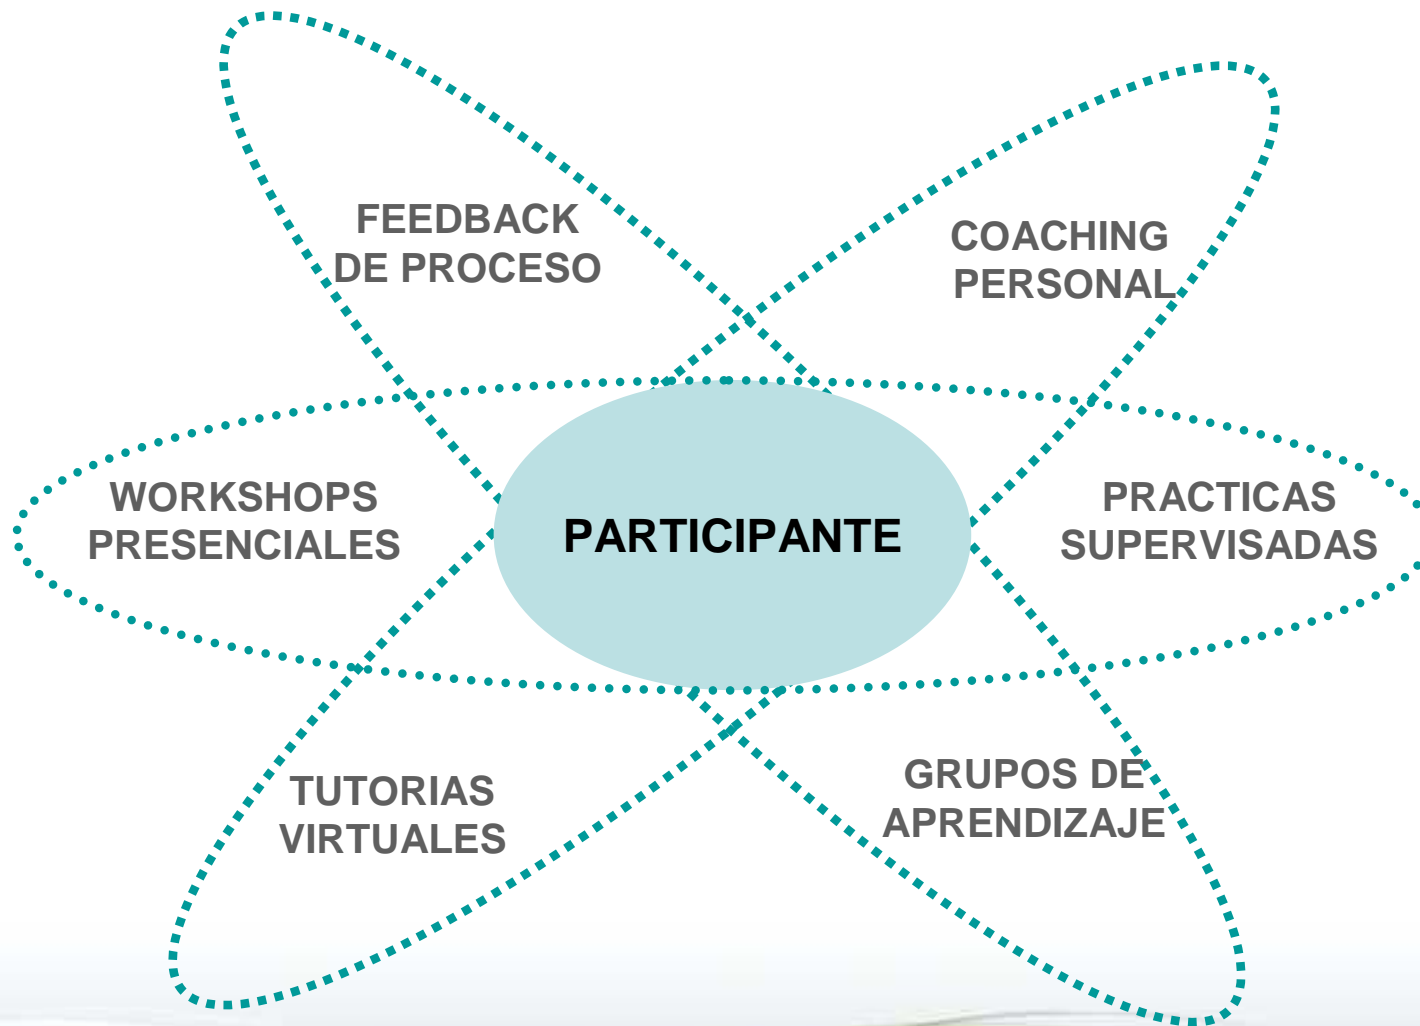 FEEDBACK
DE PROCESO
COACHING
PERSONAL
WORKSHOPS
PRESENCIALES
PARTICIPANTE
PRACTICAS
SUPERVISADAS
TUTORIAS
VIRTUALES
GRUPOS DE
APRENDIZAJE